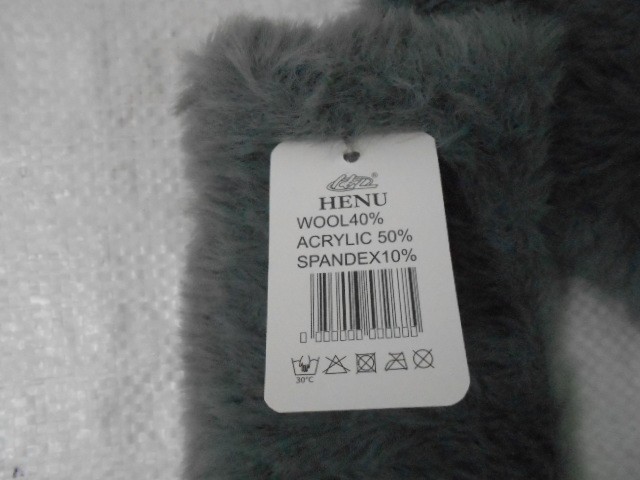 HENU
WOOL40%
ACRYLIC 50%
SPANDEX10%
30°C